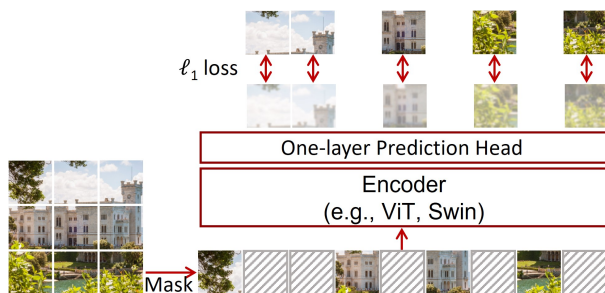 ℓ₁ loss
One-layer Prediction Head
Encoder
(e.g., ViT, Swin)
Mask